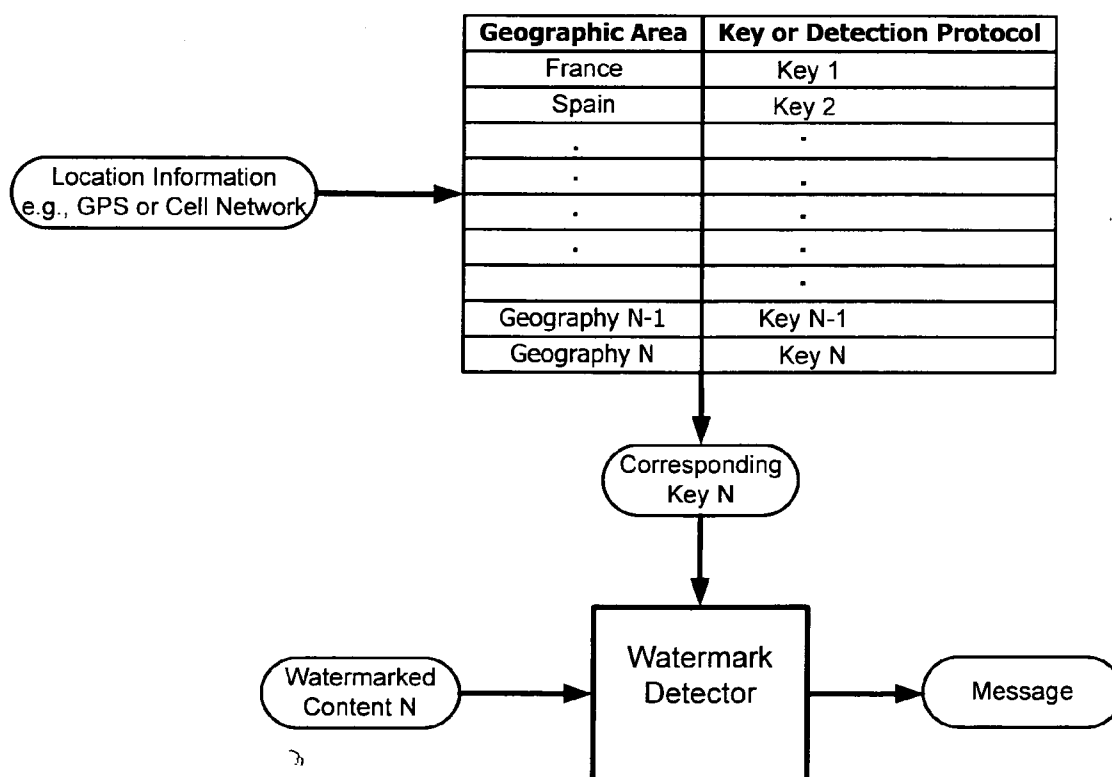 Geographic Area Key or Detection Protocol
France Key 1
Spain Key 2
. .
Location Information
e.g., GPS or Cell Network
. .
. .
. .
.
Geography N-1 Key N-1
Geography N Key N
Corresponding
Key N
Watermarked
Content N
Watermark
Detector
Message